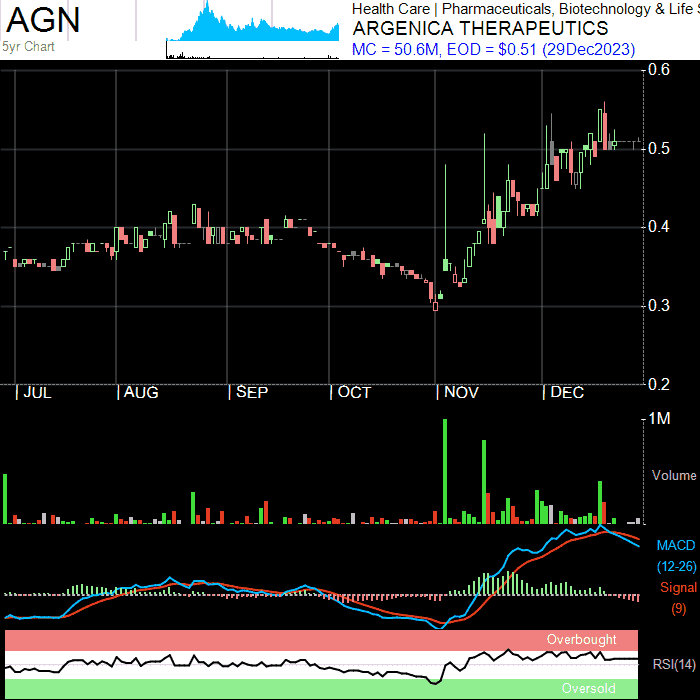 AGN
5yr Chart
Health Care | Pharmaceuticals, Biotechnology & Life S
ARGENICA THERAPEUTICS
MC = 50.6M, EOD = $0.51 (29Dec2023)
0.6
0.5
0.4
0.3
0.2
JUL
AUG
SEP
OCT
NOV
DEC
1M
Volume
MACD
(12-26)
Signal
(9)
Overbought
RSI(14)
Oversold